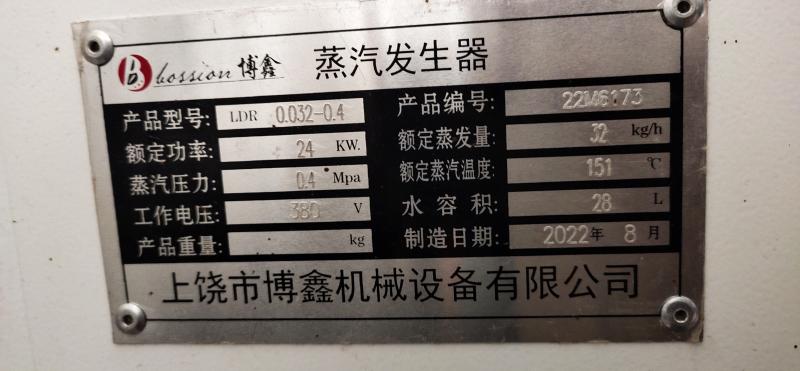 B bossion 博鑫 蒸汽发生器
产品型号: LDR 0.032-0.4 产品编号: 22M6173
额定功率: 24 KW. 额定蒸发量: 32 kg/h
蒸汽压力: 0.4 Mpa 额定蒸汽温度: 151 ℃
工作电压: 380 V 水容积: 28 L
产品重量: kg 制造日期: 2022年 8月
上饶市博鑫机械设备有限公司